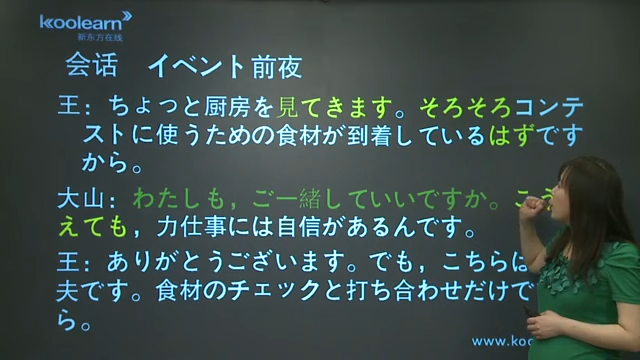 koolearn
新东方在线
会话 イベント前夜
王：ちょっと厨房を見てきます。そろそろコンテ
ストに使うための食材が到着しているはずです
から。
大山：わたしも，ご一緒していいですか。こう
えても，力仕事には自信があるんです。
王：ありがとうございます。でも，こちらは
夫です。食材のチェックと打ち合わせだけで
ら。
www.koo